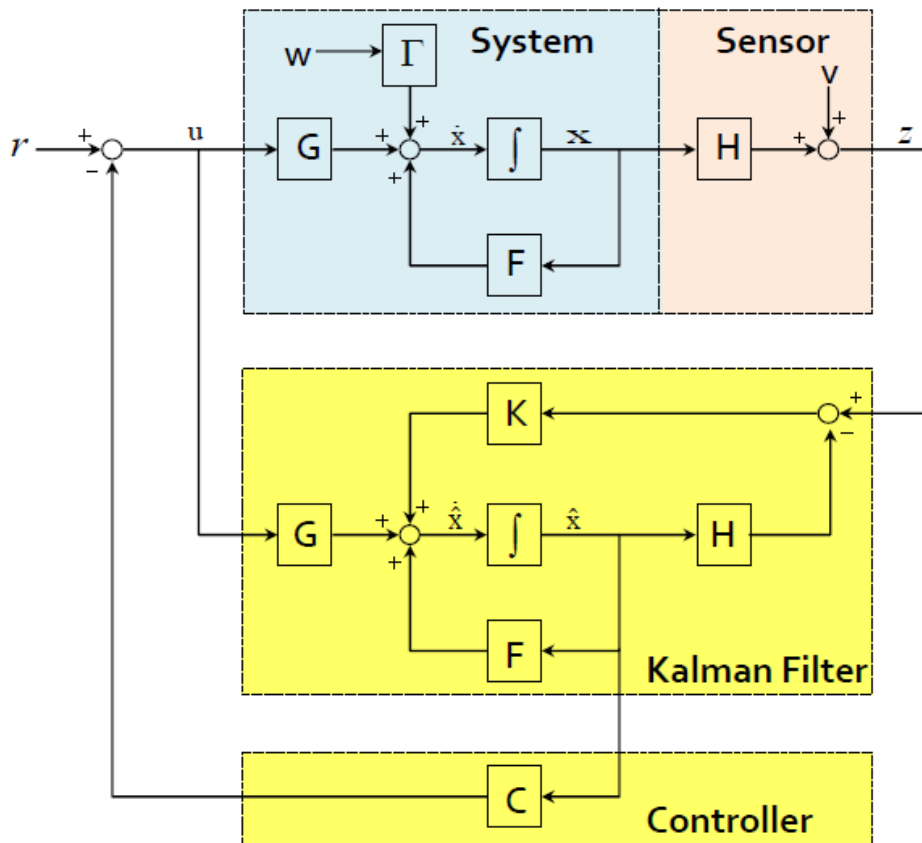 System
Sensor
w
Γ
v
+
+
r
+
−
u
G
+
+
ẋ
∫
x
H
+
z
F
K
+
−
+
G
+
+
x̂̇
∫
x̂
H
F
Kalman Filter
C
Controller